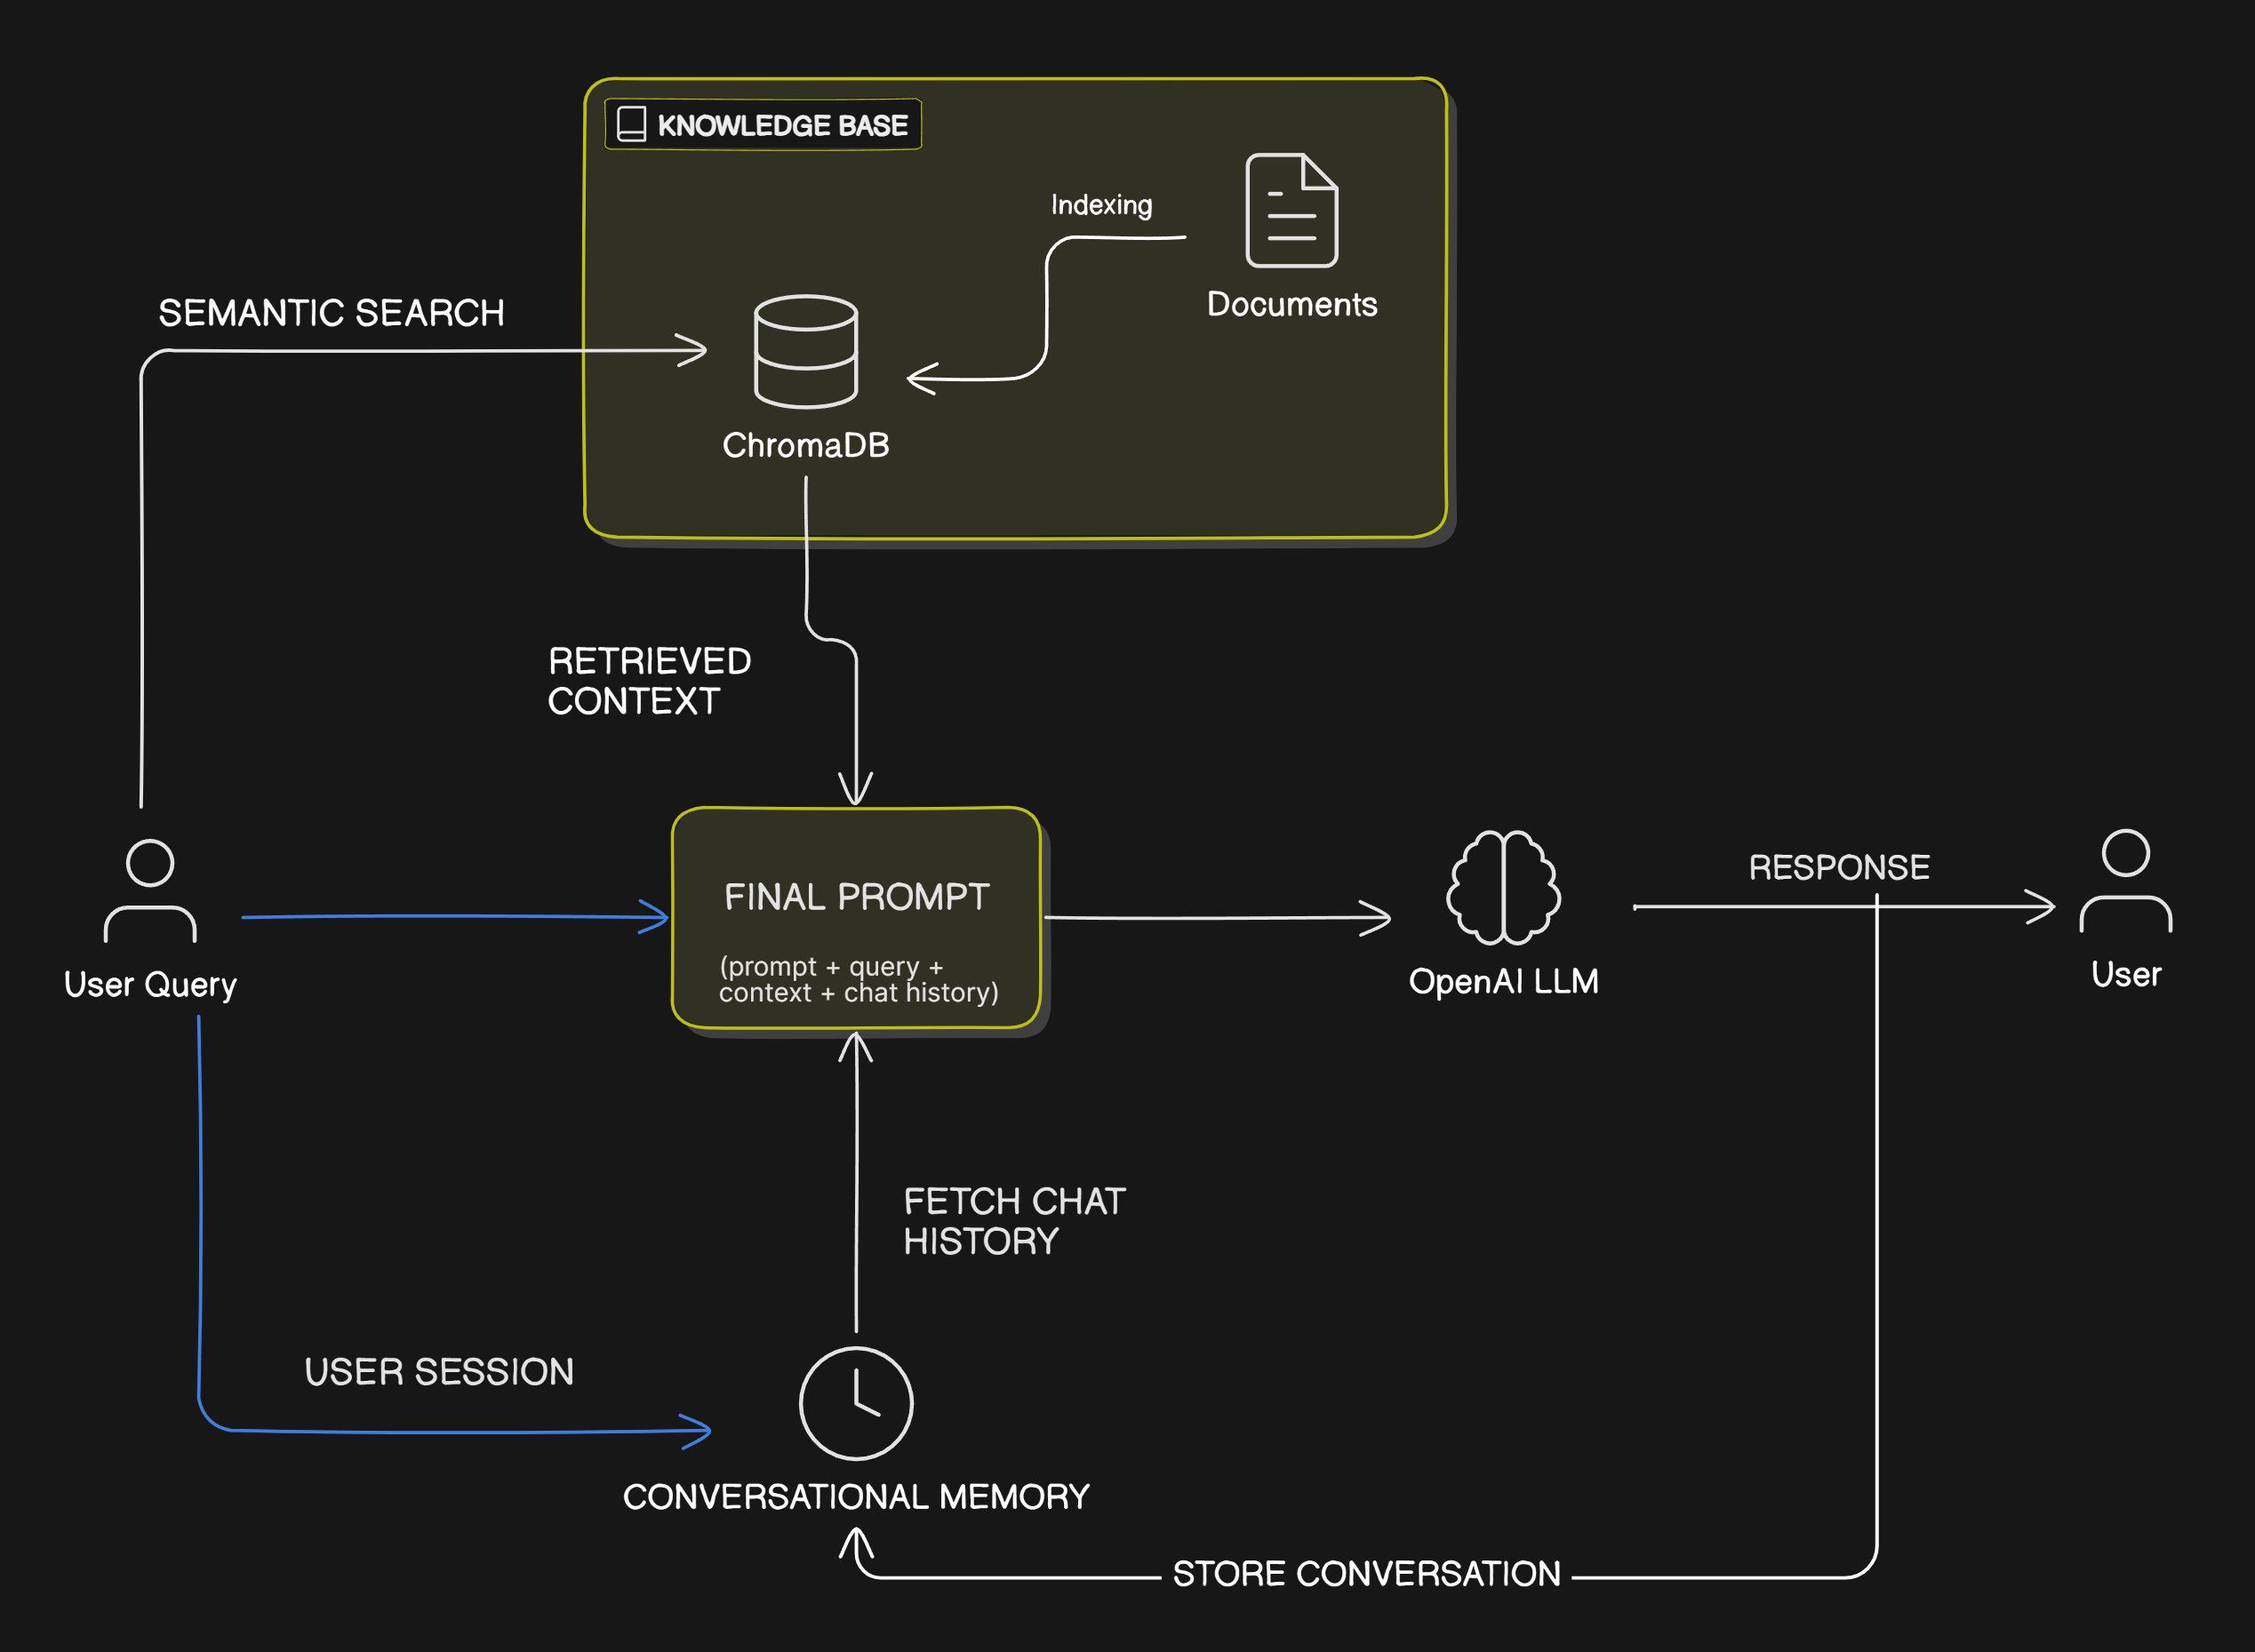 KNOWLEDGE BASE
Indexing
Documents
SEMANTIC SEARCH
ChromaDB
RETRIEVED
CONTEXT
User Query
FINAL PROMPT
(prompt + query +
context + chat history)
OpenAI LLM
RESPONSE
User
FETCH CHAT
HISTORY
USER SESSION
CONVERSATIONAL MEMORY
STORE CONVERSATION